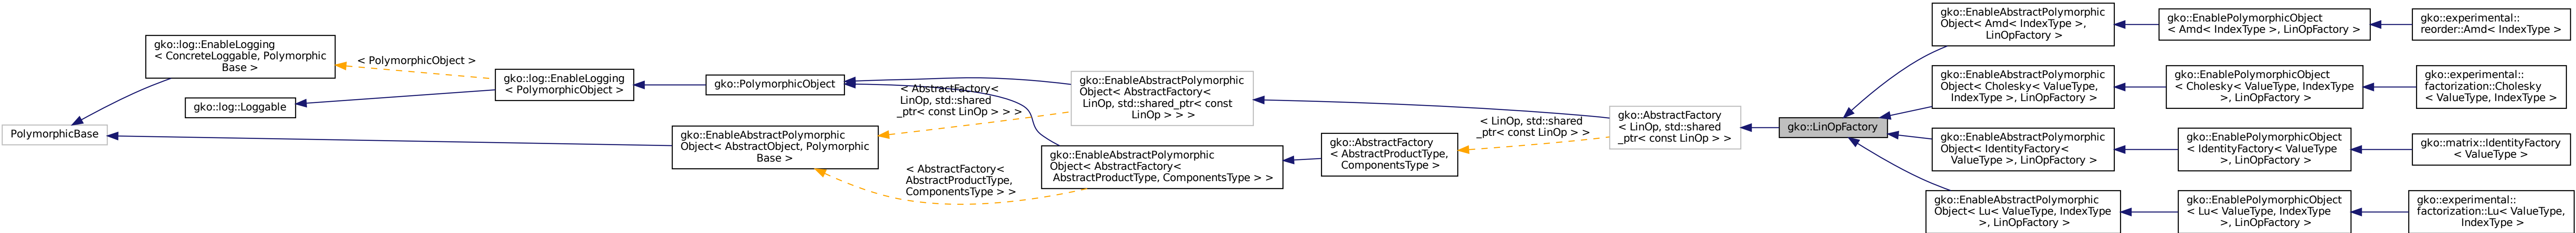 PolymorphicBase
gko::log::EnableLogging
< ConcreteLoggable, Polymorphic
Base >
gko::log::Loggable
< PolymorphicObject >
gko::log::EnableLogging
< PolymorphicObject >
gko::PolymorphicObject
gko::EnableAbstractPolymorphic
Object< AbstractObject, Polymorphic
Base >
< AbstractFactory<
LinOp, std::shared
_ptr< const LinOp > > >
< AbstractFactory<
AbstractProductType,
ComponentsType > >
gko::EnableAbstractPolymorphic
Object< AbstractFactory<
LinOp, std::shared_ptr< const
LinOp > > >
gko::EnableAbstractPolymorphic
Object< AbstractFactory<
AbstractProductType, ComponentsType > >
gko::AbstractFactory
< AbstractProductType,
ComponentsType >
< LinOp, std::shared
_ptr< const LinOp > >
gko::AbstractFactory
< LinOp, std::shared
_ptr< const LinOp > >
gko::LinOpFactory
gko::EnableAbstractPolymorphic
Object< Amd< IndexType >,
LinOpFactory >
gko::EnablePolymorphicObject
< Amd< IndexType >, LinOpFactory >
gko::experimental::
reorder::Amd< IndexType >
gko::EnableAbstractPolymorphic
Object< Cholesky< ValueType,
IndexType >, LinOpFactory >
gko::EnablePolymorphicObject
< Cholesky< ValueType, IndexType
>, LinOpFactory >
gko::experimental::
factorization::Cholesky
< ValueType, IndexType >
gko::EnableAbstractPolymorphic
Object< IdentityFactory<
ValueType >, LinOpFactory >
gko::EnablePolymorphicObject
< IdentityFactory< ValueType
>, LinOpFactory >
gko::matrix::IdentityFactory
< ValueType >
gko::EnableAbstractPolymorphic
Object< Lu< ValueType, IndexType
>, LinOpFactory >
gko::EnablePolymorphicObject
< Lu< ValueType, IndexType
>, LinOpFactory >
gko::experimental::
factorization::Lu< ValueType,
IndexType >